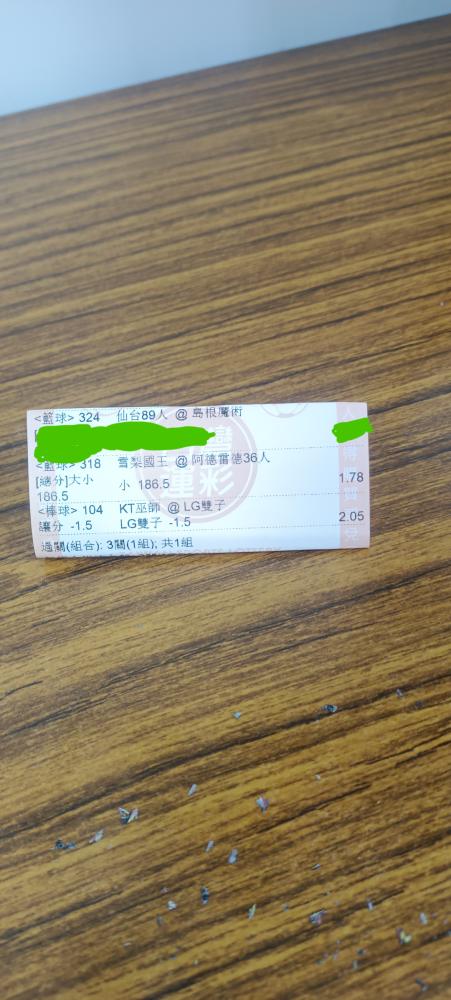 <籃球> 324 仙台89人 @ 島根魔術
<籃球> 318 雪梨國王 @ 阿德雷德36人
[總分]大小 小 186.5 1.78
186.5
<棒球> 104 KT巫師 @ LG雙子
讓分 -1.5 LG雙子 -1.5 2.05
過關(組合): 3關(1組); 共1組